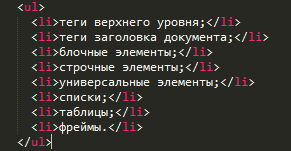 <ul>
<li>теги верхнего уровня;</li>
<li>теги заголовка документа;</li>
<li>блочные элементы;</li>
<li>строчные элементы;</li>
<li>универсальные элементы;</li>
<li>списки;</li>
<li>таблицы;</li>
<li>фреймы.</li>
</ul>